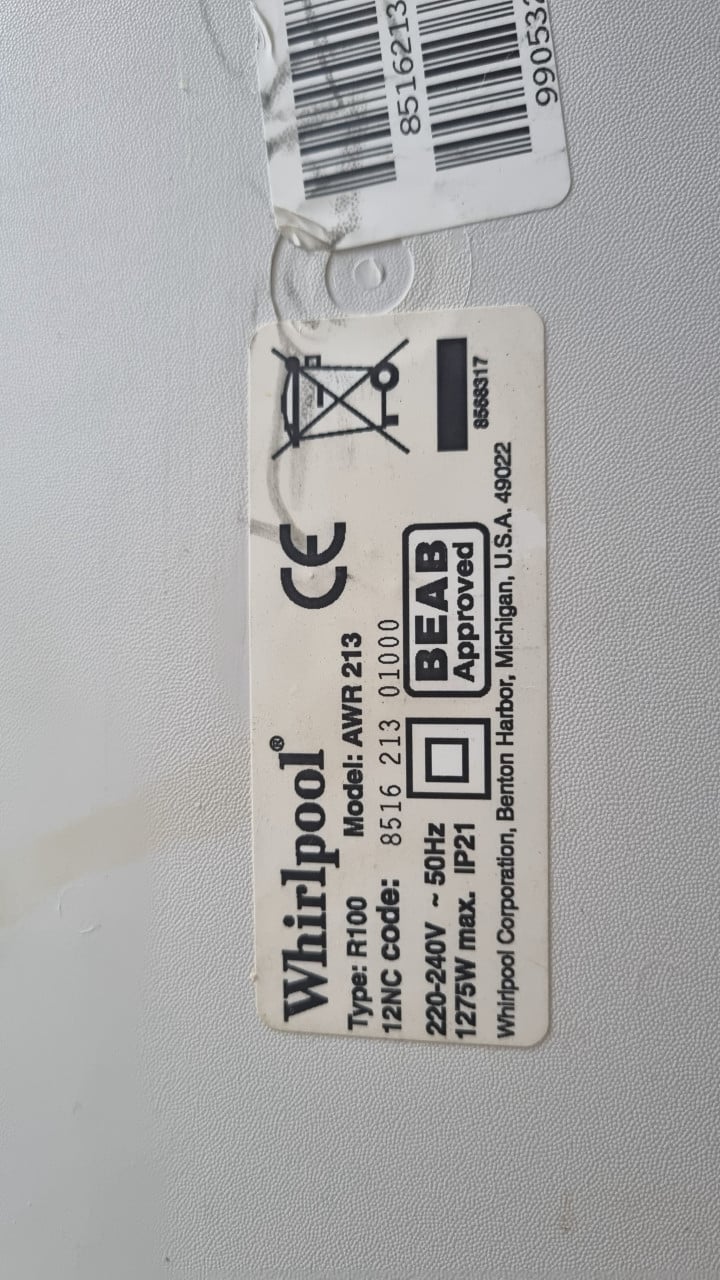 8516213
990532
Whirlpool®
Type: R100 Model: AWR 213
12NC code: 8516 213 01000
220-240V ~ 50Hz
1275W max. IP21
BEAB
Approved
CE
8568317
Whirlpool Corporation, Benton Harbor, Michigan, U.S.A. 49022